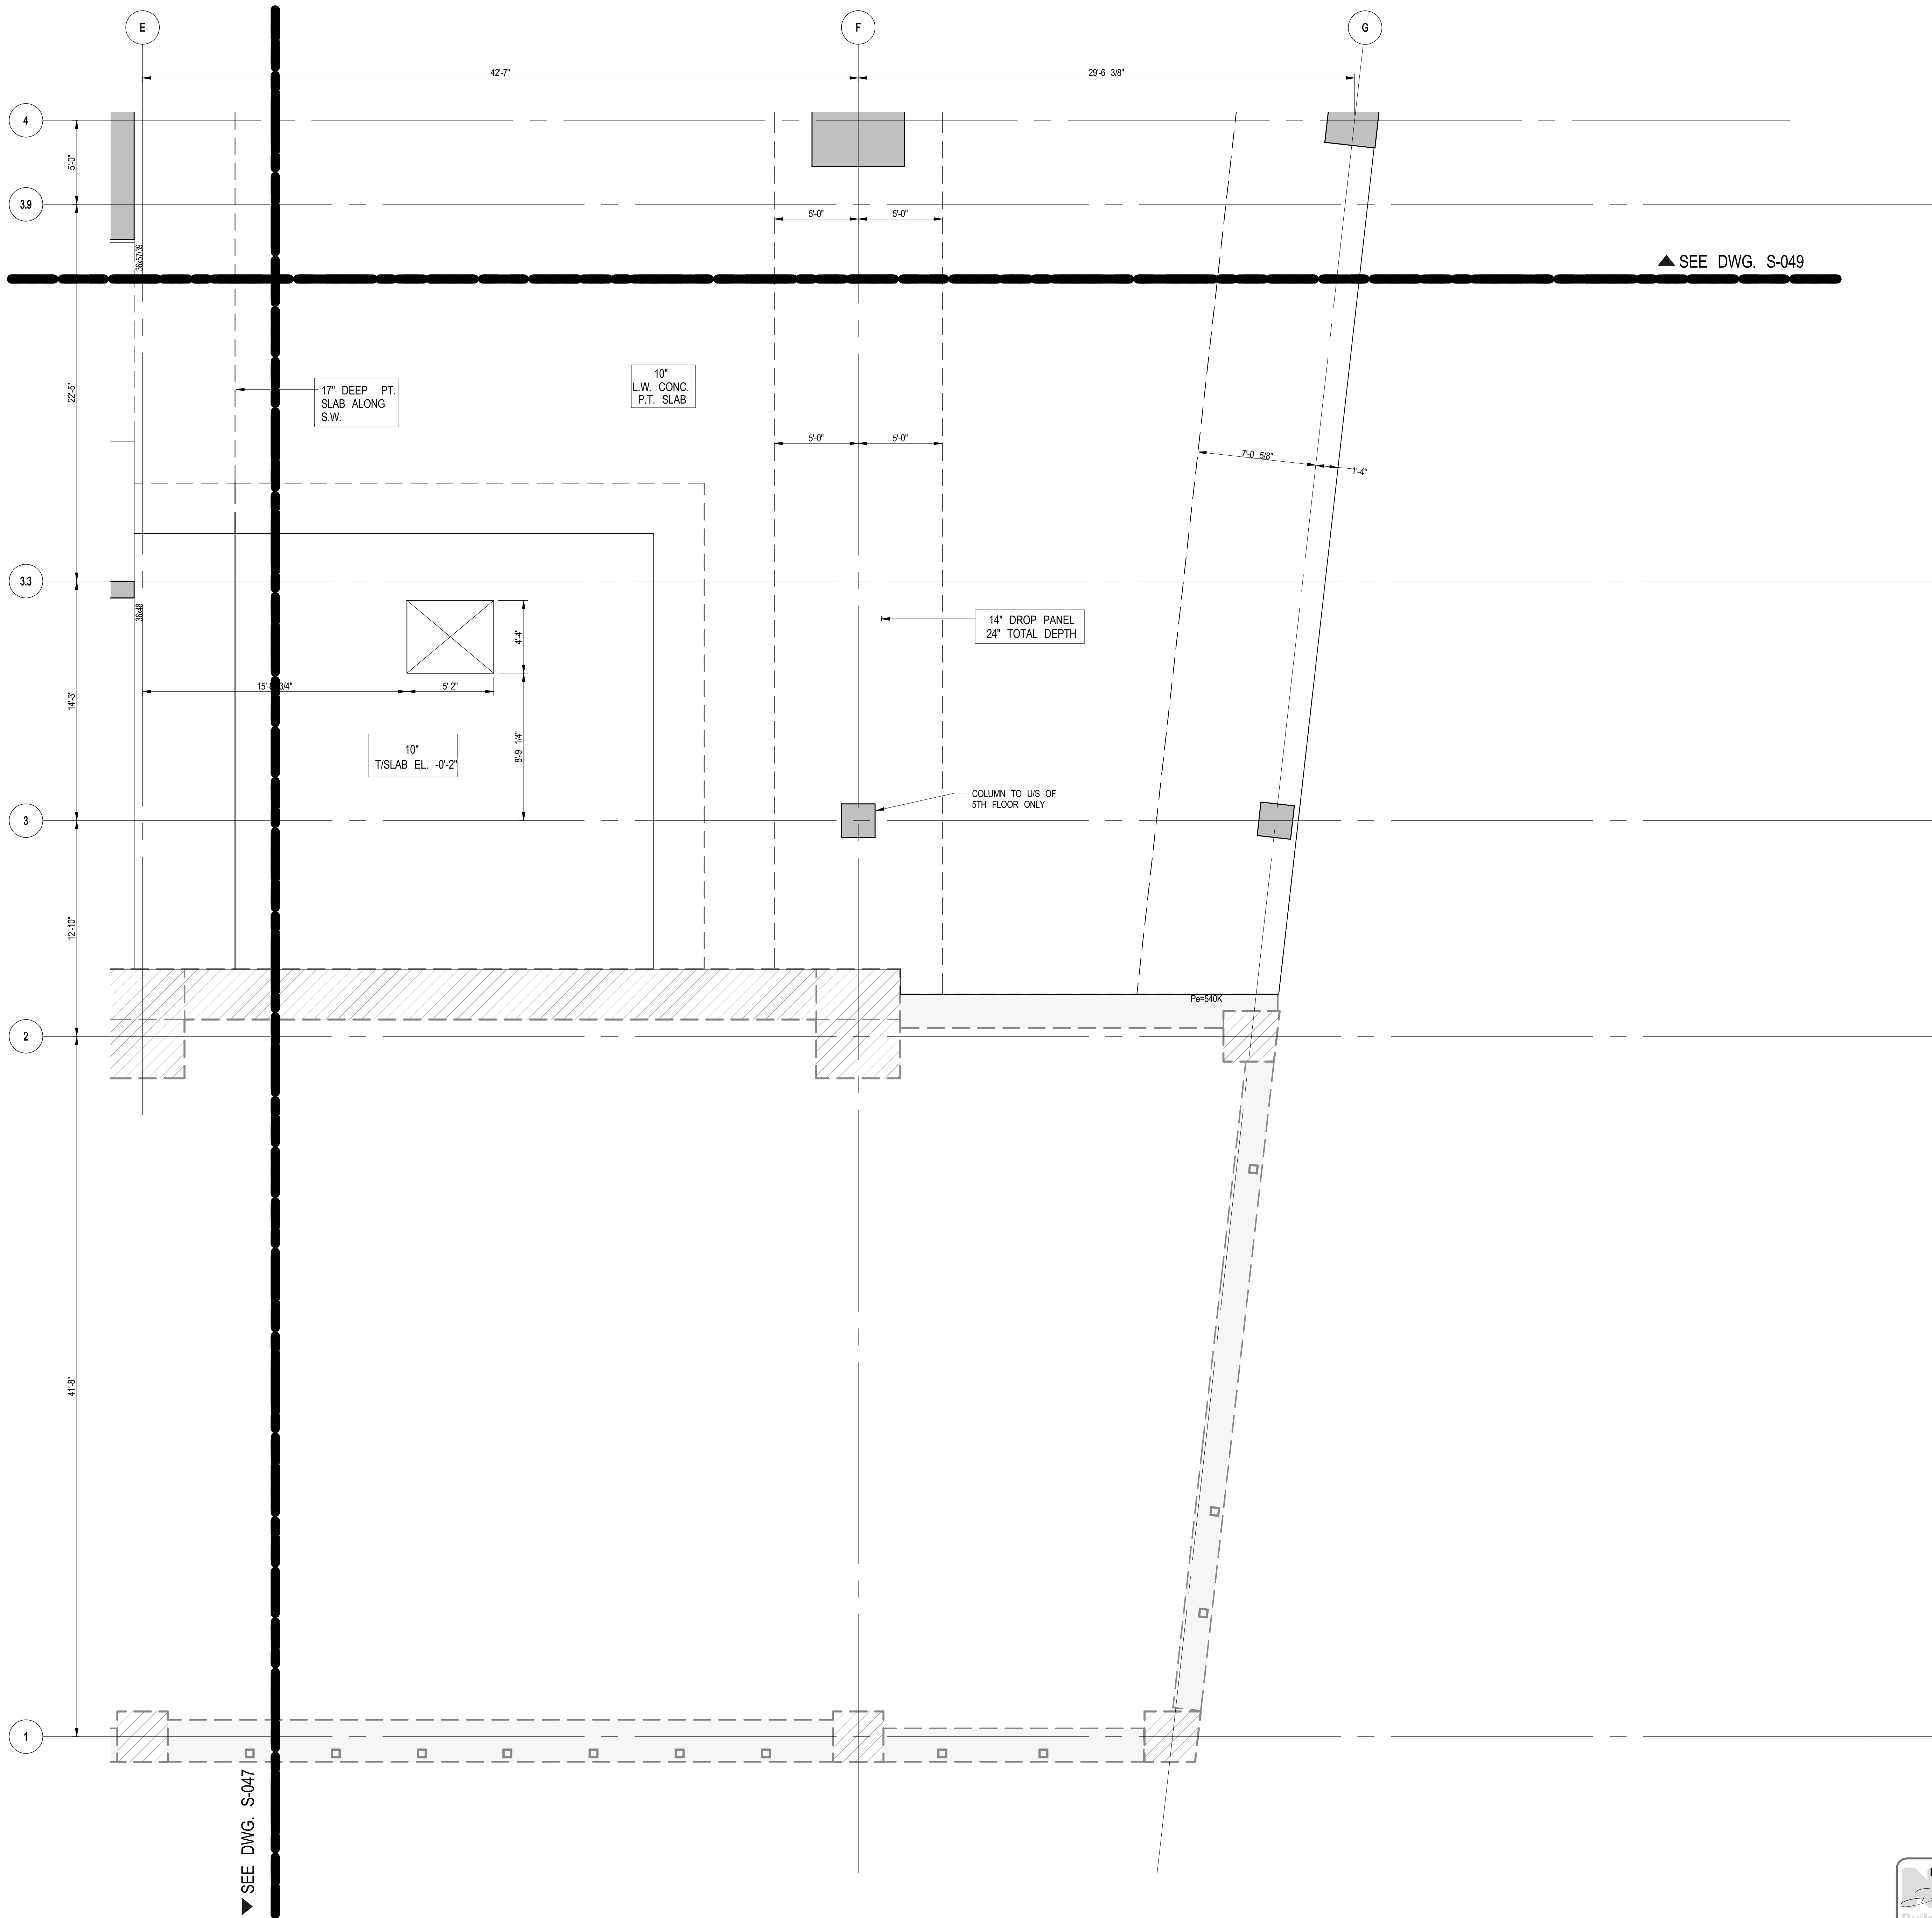 E
F
G
42'-7"
29'-6 3/8"
4
5'-0"
3.9
5'-0"
5'-0"
36x57/39
SEE DWG. S-049
22'-5"
17" DEEP PT.
SLAB ALONG
S.W.
10"
L.W. CONC.
P.T. SLAB
5'-0"
5'-0"
7'-0 5/8"
1'-4"
3.3
36x48
4'-4"
14" DROP PANEL
24" TOTAL DEPTH
14'-3"
5'-2"
8'-9 1/4"
10"
T/SLAB EL. -0'-2"
COLUMN TO U/S OF
5TH FLOOR ONLY
3
12'-10"
Pe=540K
2
41'-8"
1
SEE DWG. S-047